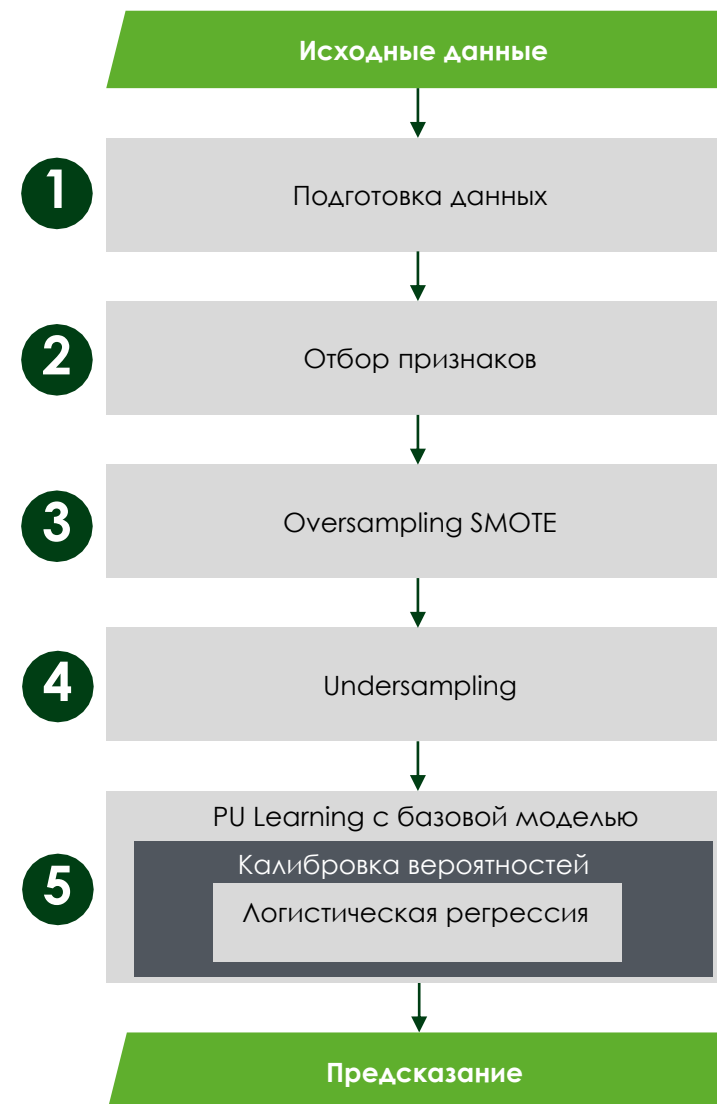 Исходные данные
1
Подготовка данных
2
Отбор признаков
3
Oversampling SMOTE
4
Undersampling
5
PU Learning с базовой моделью
Калибровка вероятностей
Логистическая регрессия
Предсказание